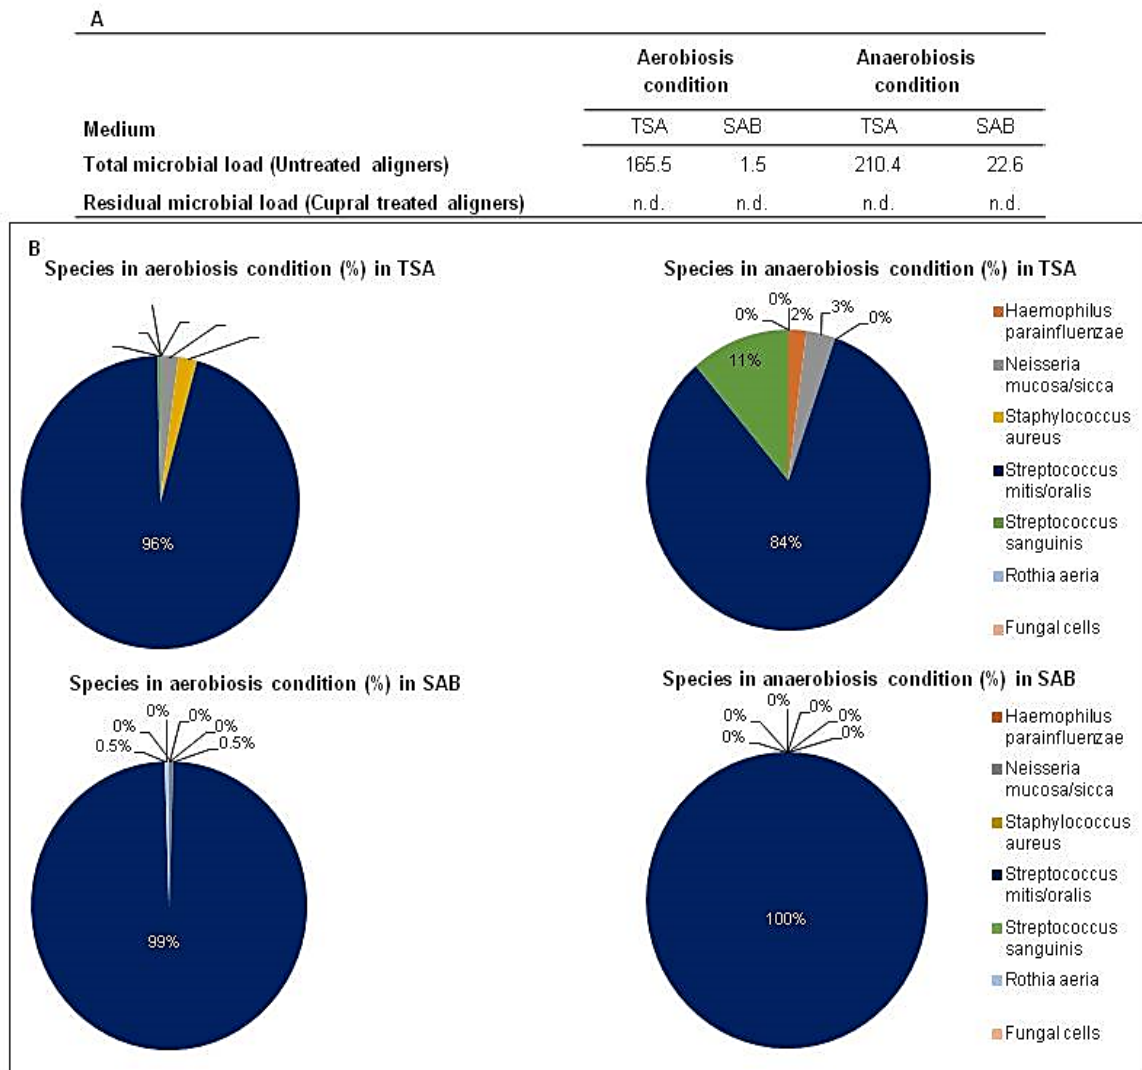 A
Aerobiosis condition
Anaerobiosis condition
Medium TSA SAB TSA SAB
Total microbial load (Untreated aligners) 165.5 1.5 210.4 22.6
Residual microbial load (Cupral treated aligners) n.d. n.d. n.d. n.d.
B
Species in aerobiosis condition (%) in TSA
96%
Species in anaerobiosis condition (%) in TSA
0%
0%
2%
3%
0%
11%
84%
Haemophilus
parainfluenzae
Neisseria
mucosa/sicca
Staphylococcus
aureus
Streptococcus
mitis/oralis
Streptococcus
sanguinis
Rothia aeria
Fungal cells
Species in aerobiosis condition (%) in SAB
0%
0%
0%
0%
0.5%
0.5%
99%
Species in anaerobiosis condition (%) in SAB
0%
0%
0%
0%
0%
0%
100%
Haemophilus
parainfluenzae
Neisseria
mucosa/sicca
Staphylococcus
aureus
Streptococcus
mitis/oralis
Streptococcus
sanguinis
Rothia aeria
Fungal cells